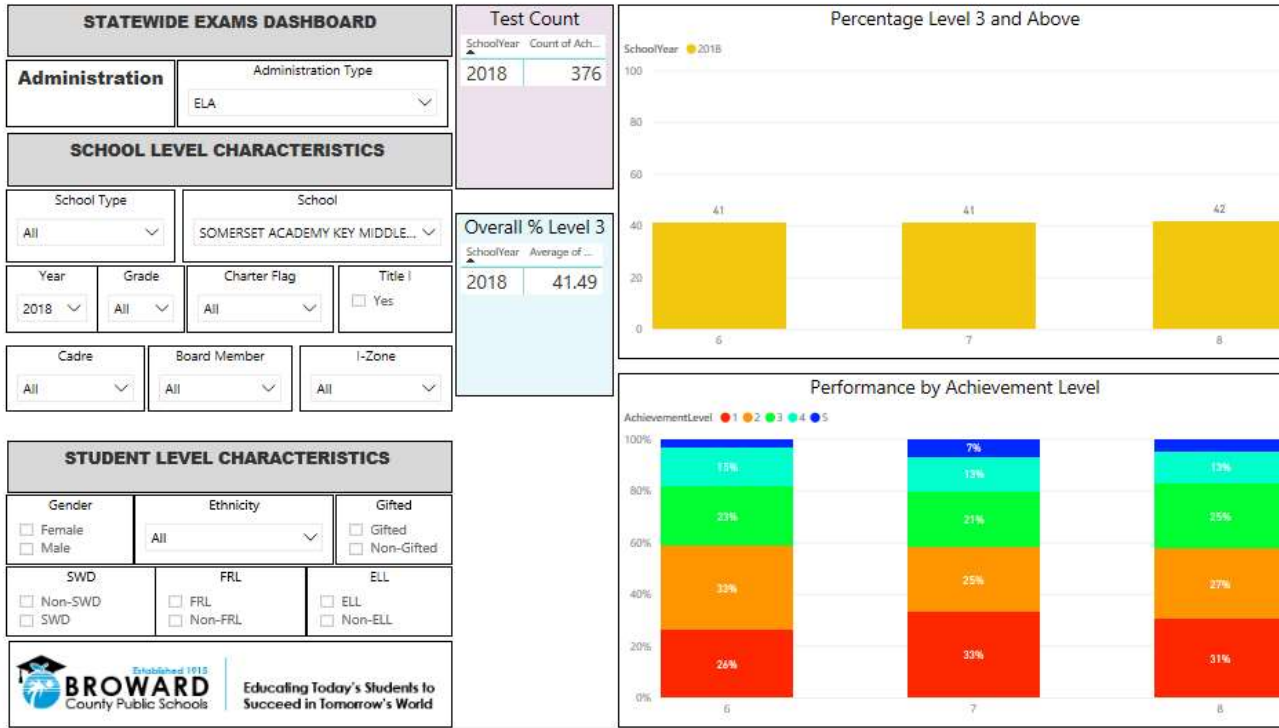 STATEWIDE EXAMS DASHBOARD
Administration
Administration Type
ELA
SCHOOL LEVEL CHARACTERISTICS
School Type
All
School
SOMERSET ACADEMY KEY MIDDLE...
Year
2018
Grade
All
Charter Flag
All
Title I
Yes
Cadre
All
Board Member
All
I-Zone
All
STUDENT LEVEL CHARACTERISTICS
Gender
Female
Male
Ethnicity
All
Gifted
Gifted
Non-Gifted
SWD
Non-SWD
SWD
FRL
FRL
Non-FRL
ELL
ELL
Non-ELL
Established 1915
BROWARD
County Public Schools
Educating Today's Students to
Succeed in Tomorrow's World
Test Count
SchoolYear Count of Ach...
2018 376
Overall % Level 3
SchoolYear Average of ...
2018 41.49
Percentage Level 3 and Above
SchoolYear 2018
100
80
60
40
20
0
41 41 42
6 7 8
Performance by Achievement Level
AchievementLevel 1 2 3 4 5
100%
80%
60%
40%
20%
0%
15%
23%
33%
26%
7%
13%
21%
25%
33%
13%
25%
27%
31%
6 7 8